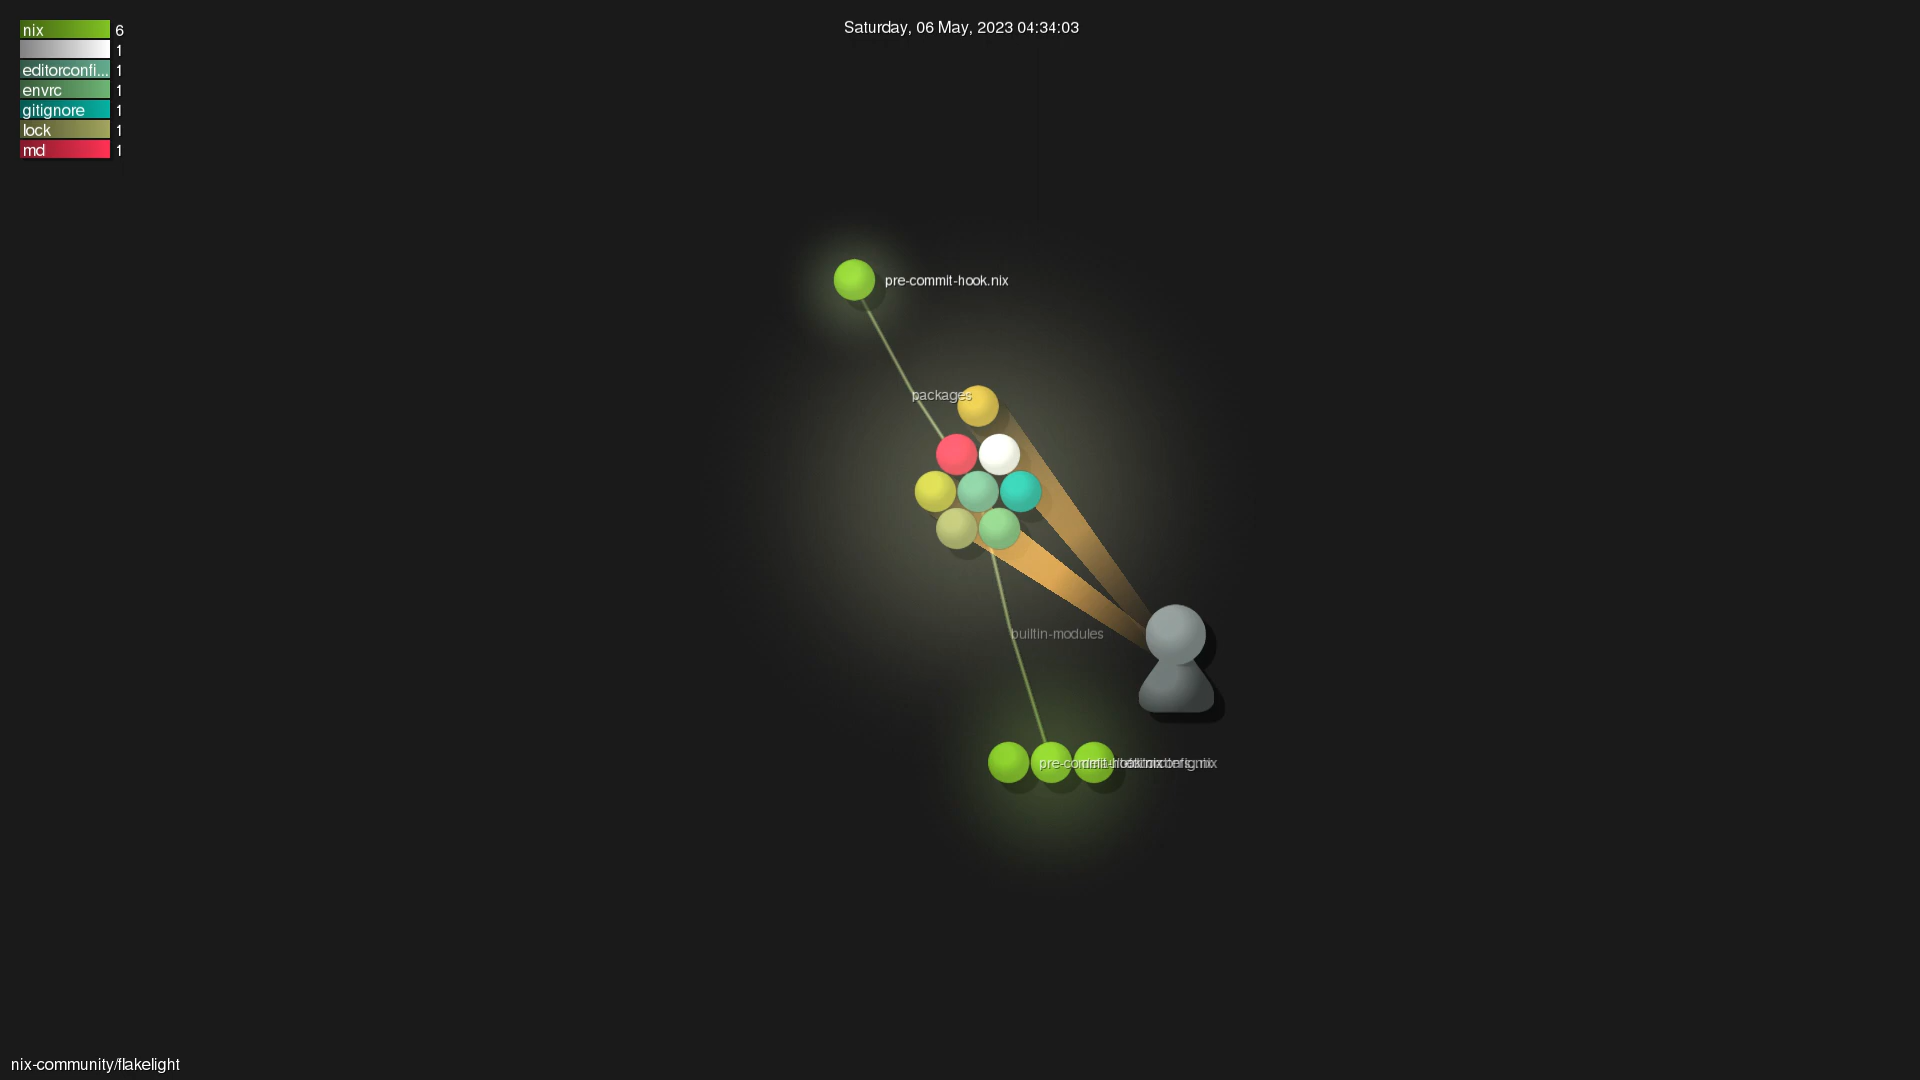 Saturday, 06 May, 2023 04:34:03
nix 6
1
editorconfi... 1
envrc 1
gitignore 1
lock 1
md 1
pre-commit-hook.nix
packages
builtin-modules
nix-community/flakelight